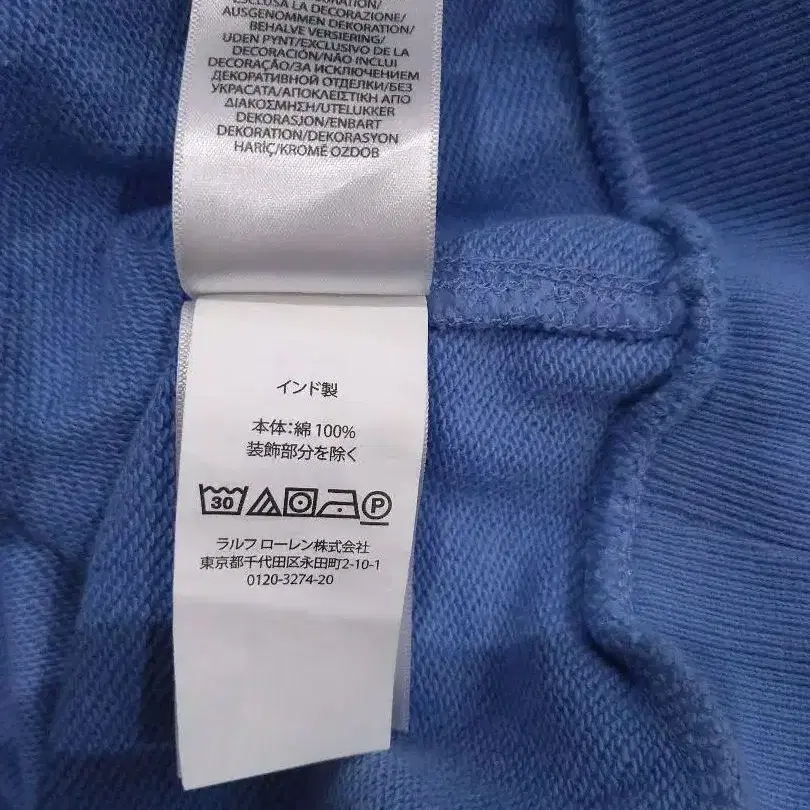 ESCLUSA LA DECORAZIONE/
AUSGENOMMEN DEKORATION/
BEHALVE VERSIERING/
UDEN PYNT/EXCLUSIVO DE LA
DECORACIÓN/NÃO INCLUI
DECORAÇÃO/ЗА ИСКЛЮЧЕНИЕМ
ДЕКОРАТИВНОЙ ОТДЕЛКИ/БЕЗ
УКРАСАТА/ΑΠΟΚΛΕΙΣΤΙΚΗ ΑΠΟ
ΔΙΑΚΟΣΜΗΣΗ/UTELUKKER
DEKORASJON/ENBART
DEKORATION/DEKORASYON
HARİÇ/KROMĚ OZDOB
インド製
本体:綿 100%
装飾部分を除く
30 P
ラルフ ローレン株式会社
東京都千代田区永田町2-10-1
0120-3274-20